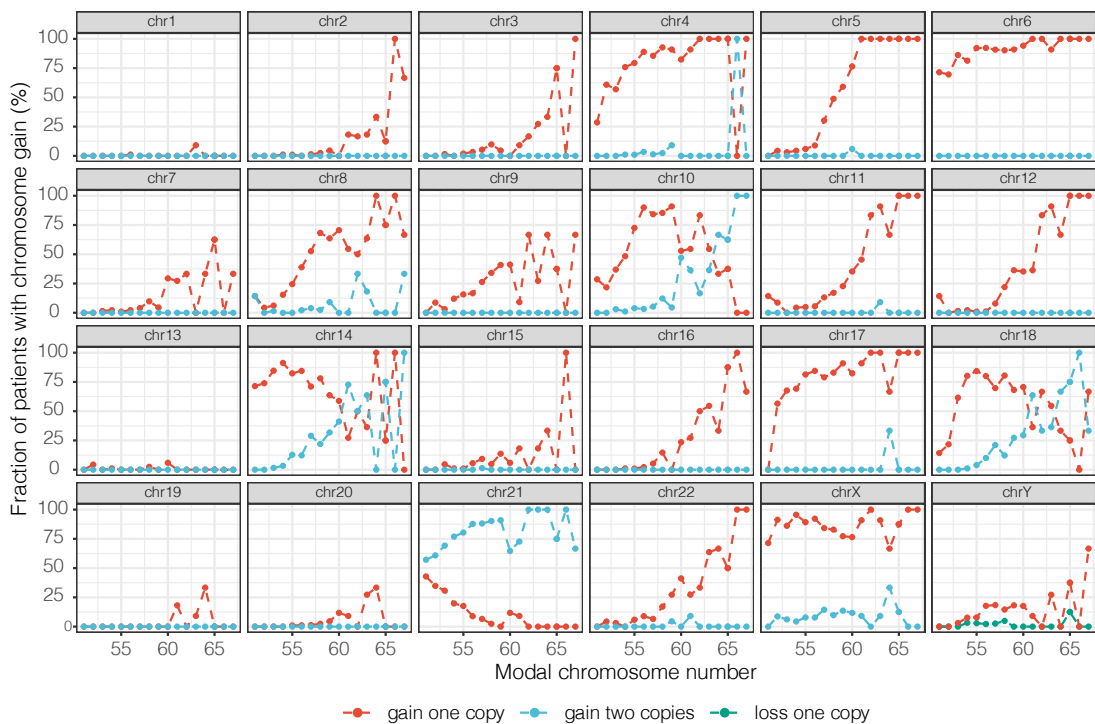 chr1 chr2 chr3 chr4 chr5 chr6
100
75
50
25
0
chr7 chr8 chr9 chr10 chr11 chr12
100
75
50
25
0
chr13 chr14 chr15 chr16 chr17 chr18
100
75
50
25
0
chr19 chr20 chr21 chr22 chrX chrY
100
75
50
25
0
55 60 65 55 60 65 55 60 65 55 60 65 55 60 65 55 60 65
Fraction of patients with chromosome gain (%)
Modal chromosome number
gain one copy gain two copies loss one copy